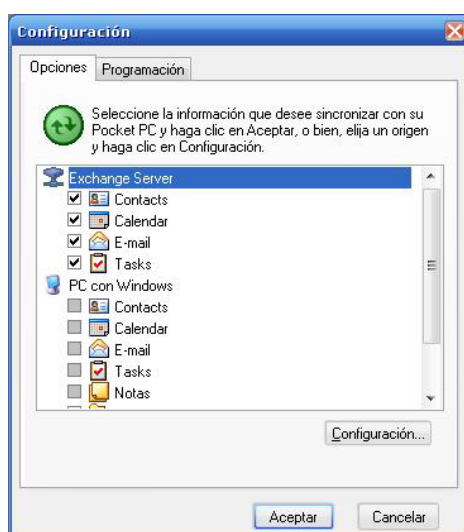 Configuración
Opciones
Programación
Seleccione la información que desee sincronizar con su
Pocket PC y haga clic en Aceptar, o bien, elija un origen
y haga clic en Configuración.
Exchange Server
Contacts
Calendar
E-mail
Tasks
PC con Windows
Contacts
Calendar
E-mail
Tasks
Notas
Configuración...
Aceptar
Cancelar